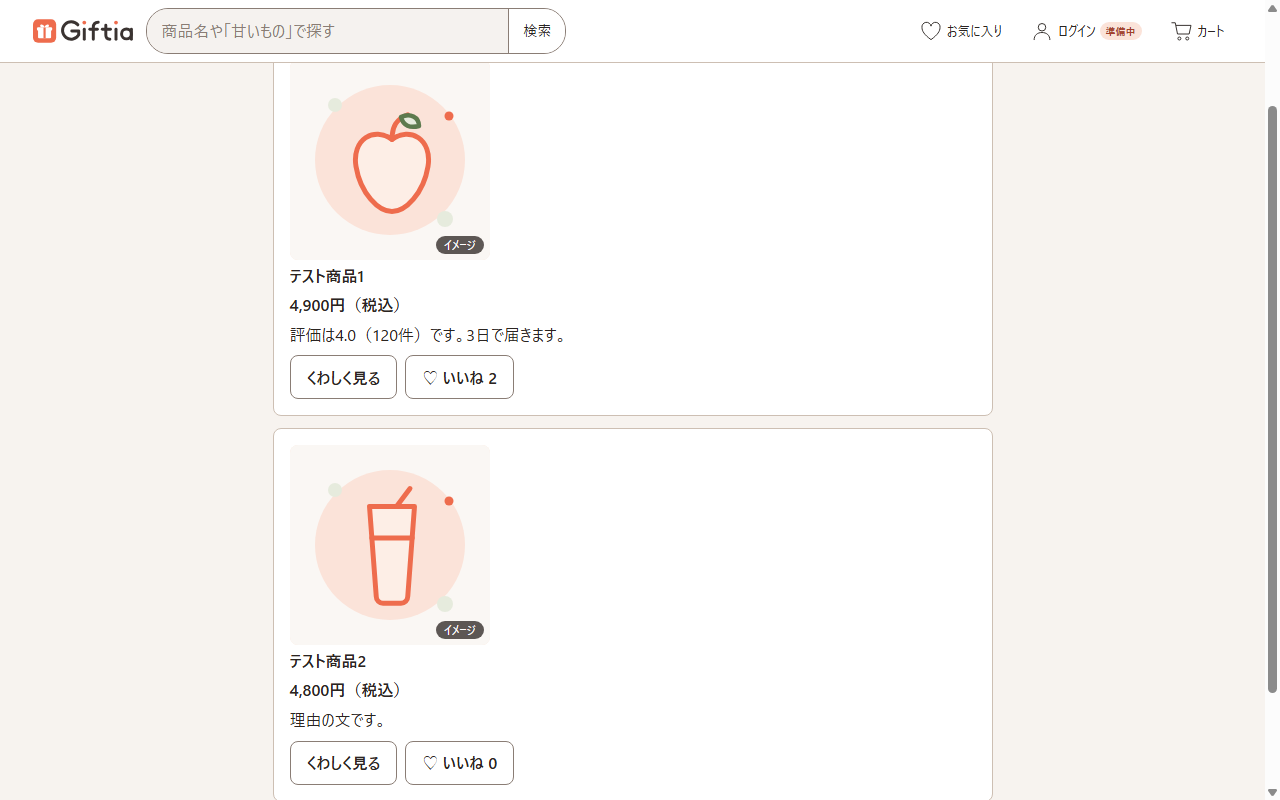 Giftia
商品名や「甘いもの」で探す
検索
お気に入り
ログイン
準備中
カート
イメージ
テスト商品1
4,900円（税込）
評価は4.0（120件）です。3日で届きます。
くわしく見る
♡ いいね 2
イメージ
テスト商品2
4,800円（税込）
理由の文です。
くわしく見る
♡ いいね 0